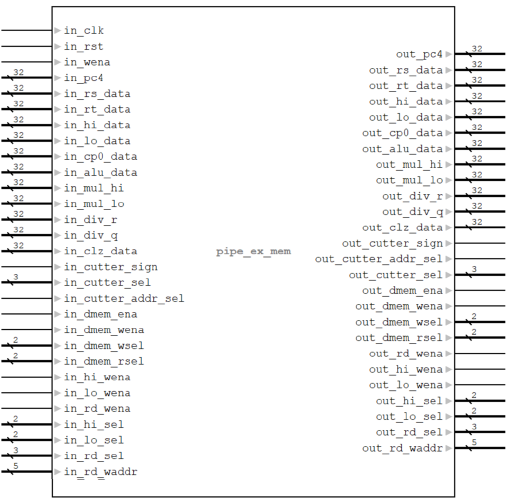 in_clk
in_rst
in_wena
32
in_pc4
32
in_rs_data
32
in_rt_data
32
in_hi_data
32
in_lo_data
32
in_cp0_data
32
in_alu_data
32
in_mul_hi
32
in_mul_lo
32
in_div_r
32
in_div_q
32
in_clz_data
in_cutter_sign
3
in_cutter_sel
in_cutter_addr_sel
in_dmem_ena
in_dmem_wena
2
in_dmem_wsel
2
in_dmem_rsel
in_hi_wena
in_lo_wena
in_rd_wena
2
in_hi_sel
2
in_lo_sel
3
in_rd_sel
5
in_rd_waddr
pipe_ex_mem
out_pc4
32
out_rs_data
32
out_rt_data
32
out_hi_data
32
out_lo_data
32
out_cp0_data
32
out_alu_data
32
out_mul_hi
32
out_mul_lo
32
out_div_r
32
out_div_q
32
out_clz_data
32
out_cutter_sign
out_cutter_addr_sel
out_cutter_sel
3
out_dmem_ena
out_dmem_wena
out_dmem_wsel
2
out_dmem_rsel
2
out_rd_wena
out_hi_wena
out_lo_wena
out_hi_sel
2
out_lo_sel
2
out_rd_sel
3
out_rd_waddr
5